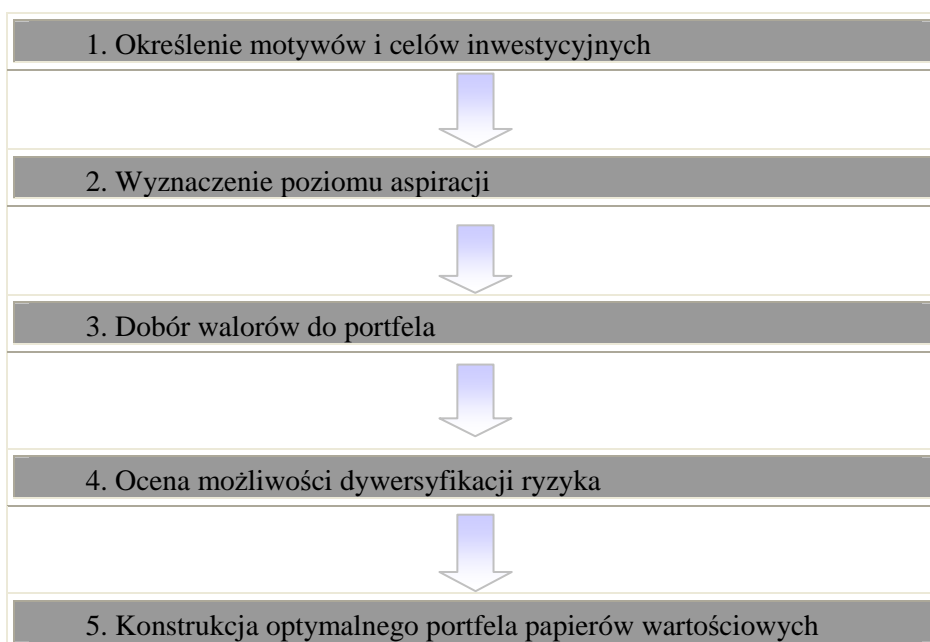 1. Określenie motywów i celów inwestycyjnych
2. Wyznaczenie poziomu aspiracji
3. Dobór walorów do portfela
4. Ocena możliwości dywersyfikacji ryzyka
5. Konstrukcja optymalnego portfela papierów wartościowych